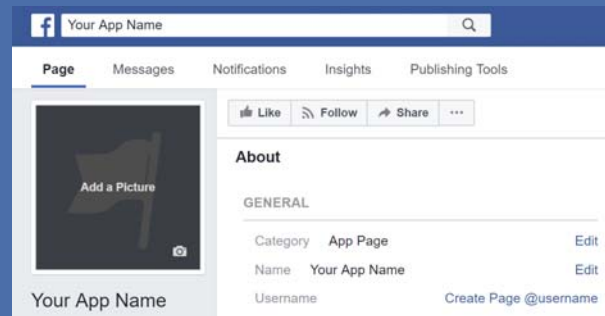 f Your App Name
Page Messages Notifications Insights Publishing Tools
Add a Picture
Your App Name
Like Follow Share ...
About
GENERAL
Category App Page Edit
Name Your App Name Edit
Username Create Page @username